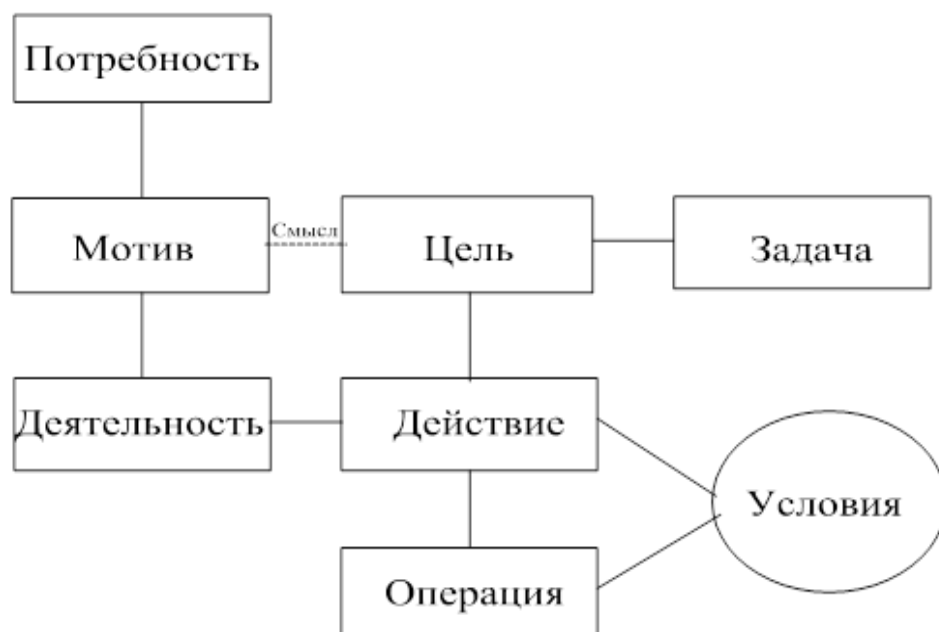 Потребность
Мотив
Смысл
Цель
Задача
Деятельность
Действие
Условия
Операция